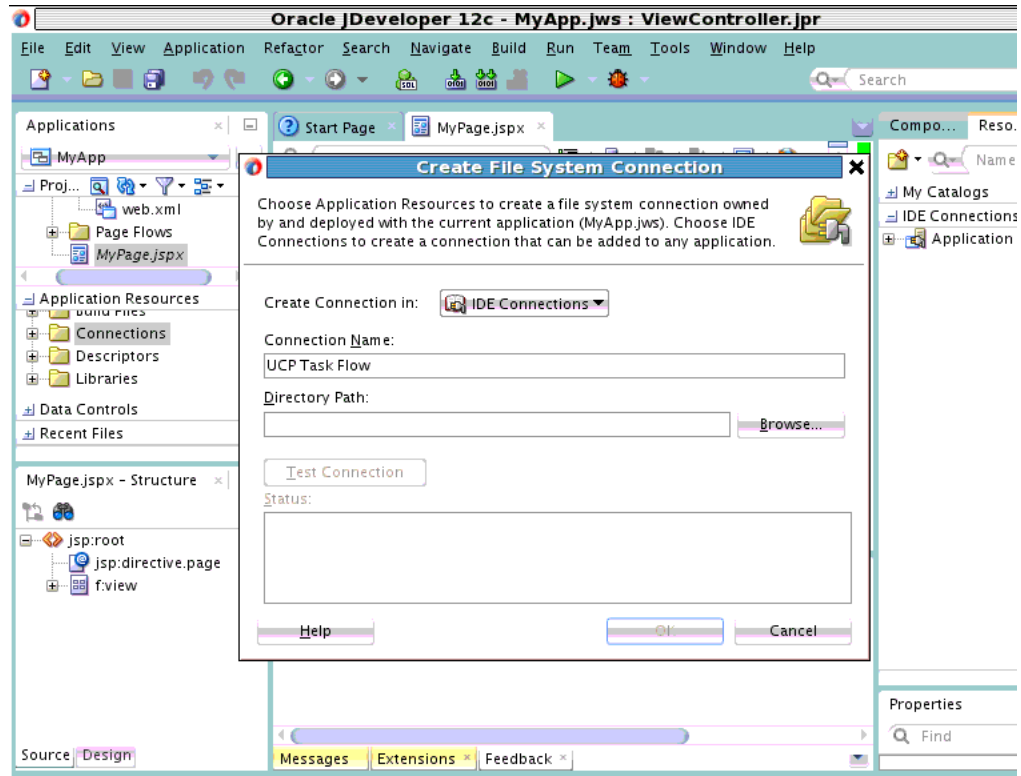 Oracle JDeveloper 12c - MyApp.jws : ViewController.jpr
File Edit View Application Refactor Search Navigate Build Run Team Tools Window Help
Search
Applications
MyApp
Proj...
web.xml
Page Flows
MyPage.jspx
Application Resources
Build Files
Connections
Descriptors
Libraries
Data Controls
Recent Files
MyPage.jspx - Structure
jsp:root
jsp:directive.page
f:view
Source Design
Start Page MyPage.jspx
Create File System Connection
Choose Application Resources to create a file system connection owned
by and deployed with the current application (MyApp.jws). Choose IDE
Connections to create a connection that can be added to any application.
Create Connection in: IDE Connections
Connection Name:
UCP Task Flow
Directory Path:
Browse...
Test Connection
Status:
Help OK Cancel
Messages Extensions Feedback
Compo... Reso.
Name
My Catalogs
IDE Connections
Application
Properties
Find